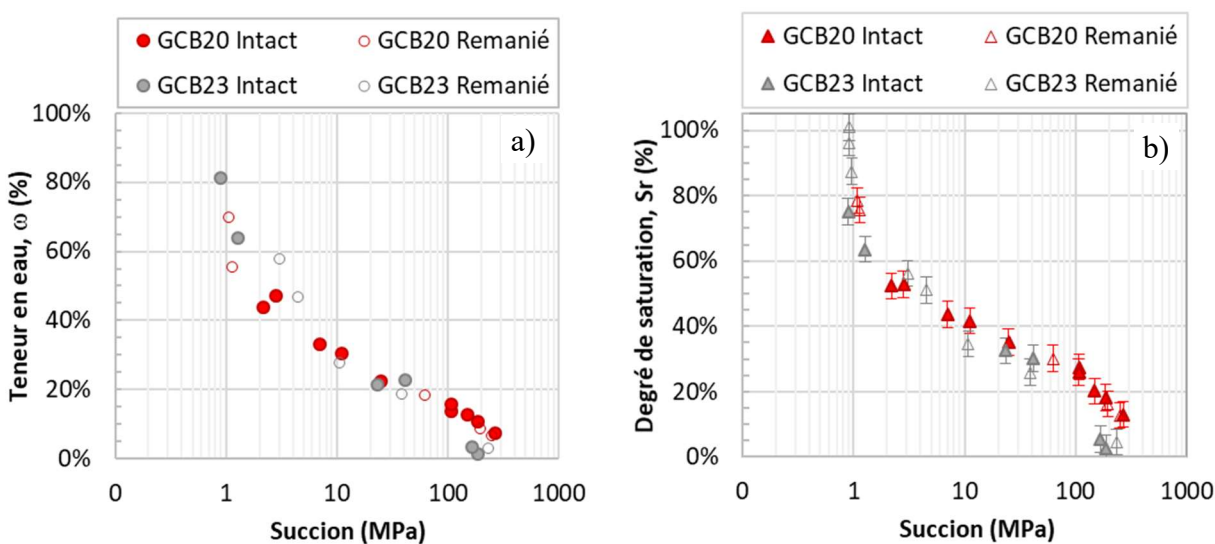 GCB20 Intact GCB20 Remanié
GCB23 Intact GCB23 Remanié
a)
Teneur en eau, ω (%)
100%
80%
60%
40%
20%
0%
0 1 10 100 1000
Succion (MPa)
GCB20 Intact GCB20 Remanié
GCB23 Intact GCB23 Remanié
b)
Degré de saturation, Sr (%)
100%
80%
60%
40%
20%
0%
0 1 10 100 1000
Succion (MPa)